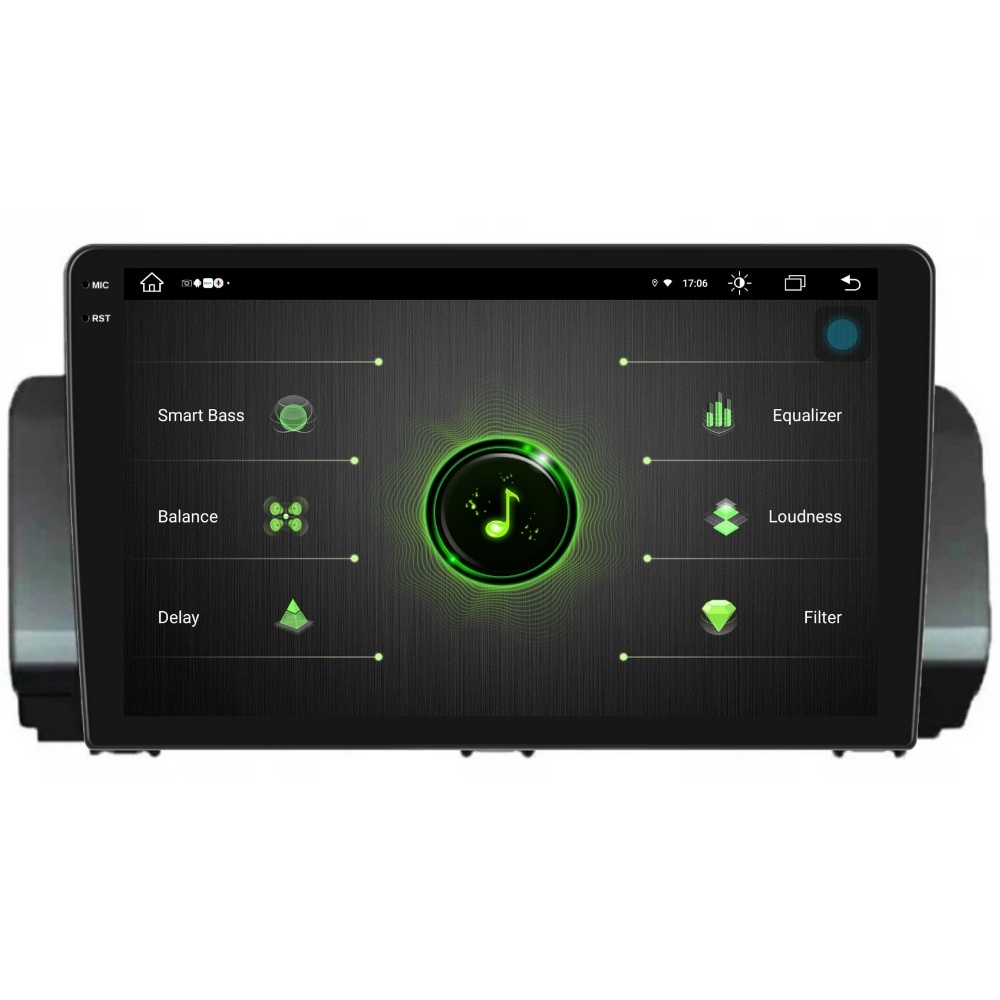 MIC
17:06
RST
Smart Bass
Equalizer
Balance
Loudness
Delay
Filter